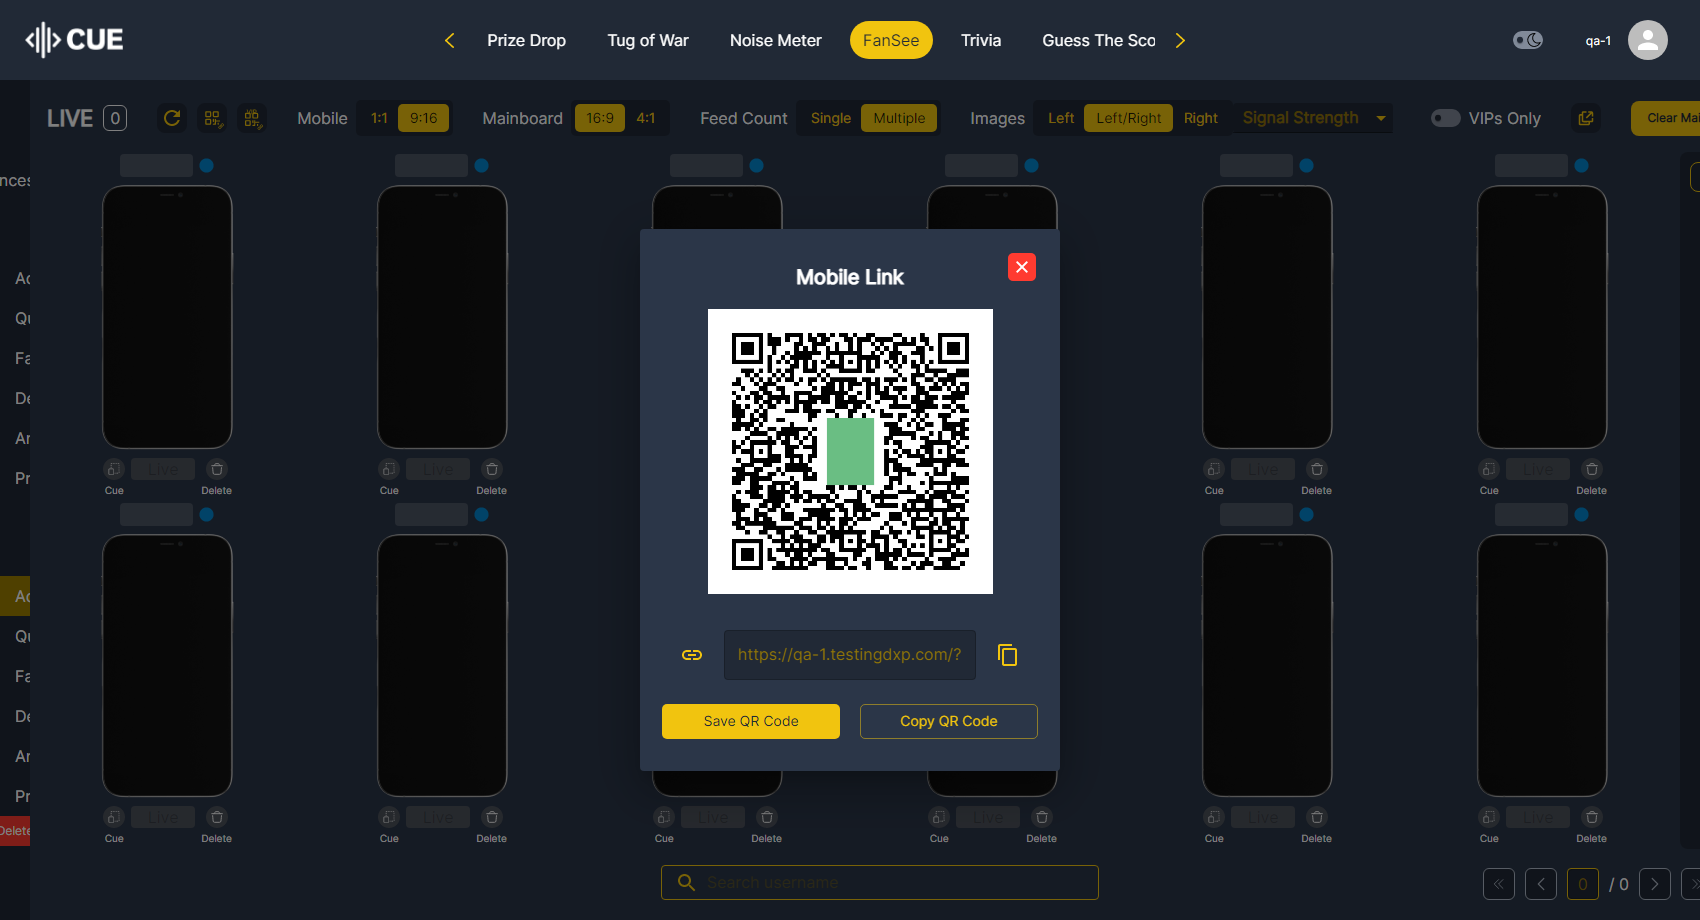 CUE
Prize Drop
Tug of War
Noise Meter
FanSee
Trivia
Guess The Sco
qa-1
LIVE 0
Mobile 1:1 9:16
Mainboard 16:9 4:1
Feed Count Single Multiple
Images Left Left/Right Right
Signal Strength
VIPs Only
Clear Mai
nces
Ac
Qu
Fa
De
Ar
Pr
Live Live Live Live
Cue Delete Cue Delete Cue Delete Cue Delete
Mobile Link
https://qa-1.testingdxp.com/?
Save QR Code
Copy QR Code
Ac
Qu
Fa
De
Ar
Pr
Delete
Live Live Live Live Live Live
Cue Delete Cue Delete Cue Delete Cue Delete Cue Delete Cue Delete
Search username
0 / 0